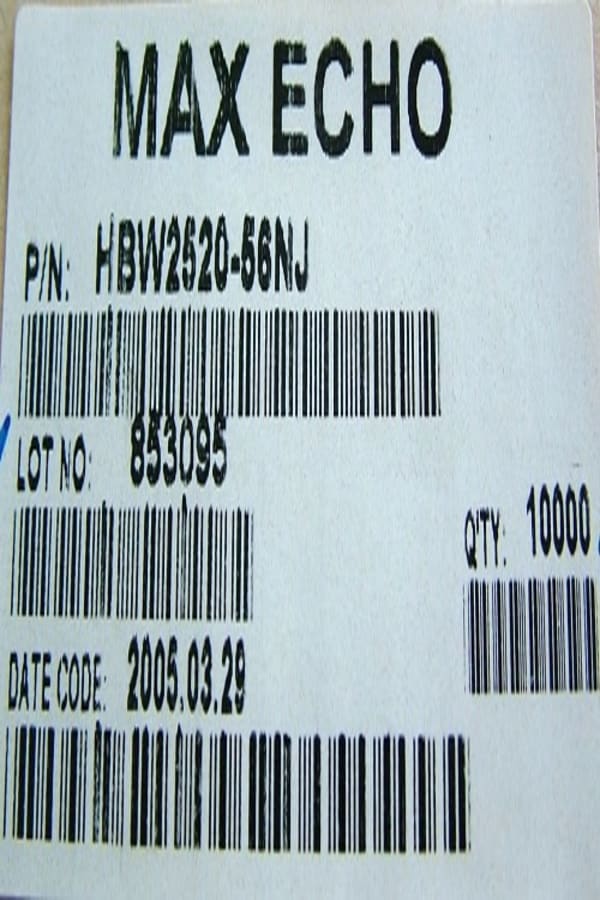 MAX ECHO
P/N: HBW2520-56NJ
LOT NO: 853095
Q'TY: 10000
DATE CODE: 2005.03.29